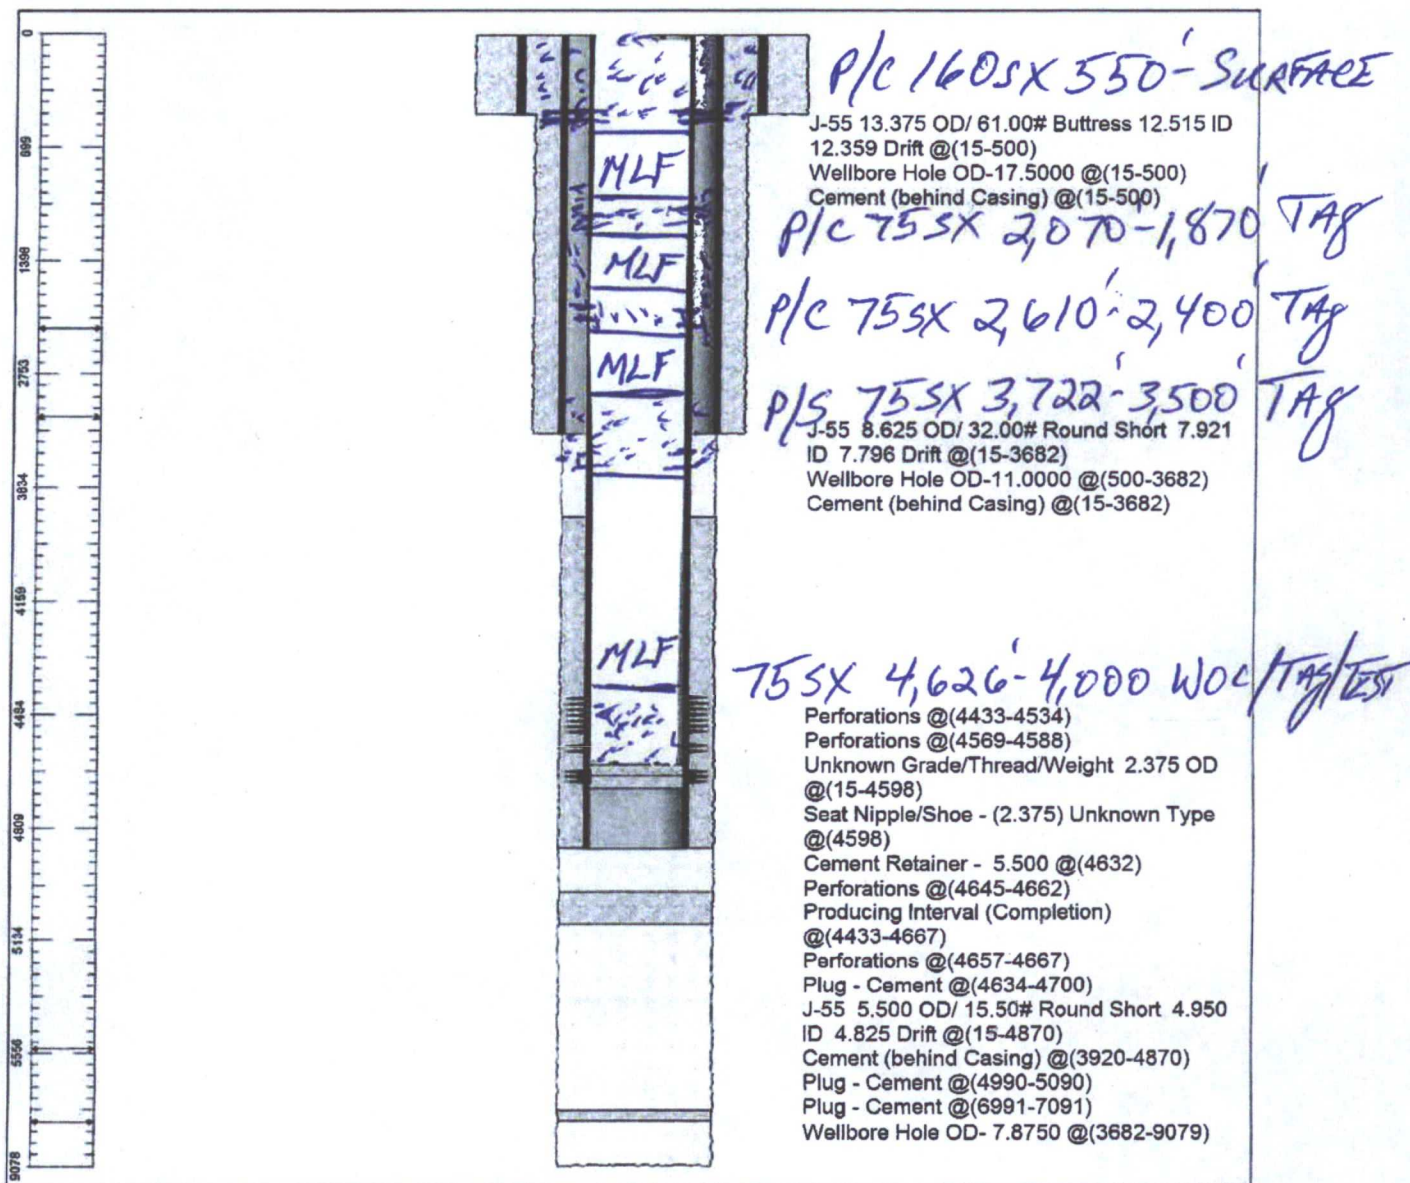 0
699
1398
2753
3834
4159
4484
4809
5134
5556
9078
MLF
MLF
MLF
MLF
P/C 160SX 550'- SURFACE
J-55 13.375 OD/ 61.00# Buttress 12.515 ID
12.359 Drift @(15-500)
Wellbore Hole OD-17.5000 @(15-500)
Cement (behind Casing) @(15-500)
P/C 75SX 2,070'-1,870' TAg
P/C 75SX 2,610'-2,400' TAg
P/S 75SX 3,722'-3,500' TAg
J-55 8.625 OD/ 32.00# Round Short 7.921
ID 7.796 Drift @(15-3682)
Wellbore Hole OD-11.0000 @(500-3682)
Cement (behind Casing) @(15-3682)
75SX 4,626'-4,000 WOC/TAg/TEST
Perforations @(4433-4534)
Perforations @(4569-4588)
Unknown Grade/Thread/Weight 2.375 OD
@(15-4598)
Seat Nipple/Shoe - (2.375) Unknown Type
@(4598)
Cement Retainer - 5.500 @(4632)
Perforations @(4645-4662)
Producing Interval (Completion)
@(4433-4667)
Perforations @(4657-4667)
Plug - Cement @(4634-4700)
J-55 5.500 OD/ 15.50# Round Short 4.950
ID 4.825 Drift @(15-4870)
Cement (behind Casing) @(3920-4870)
Plug - Cement @(4990-5090)
Plug - Cement @(6991-7091)
Wellbore Hole OD- 7.8750 @(3682-9079)